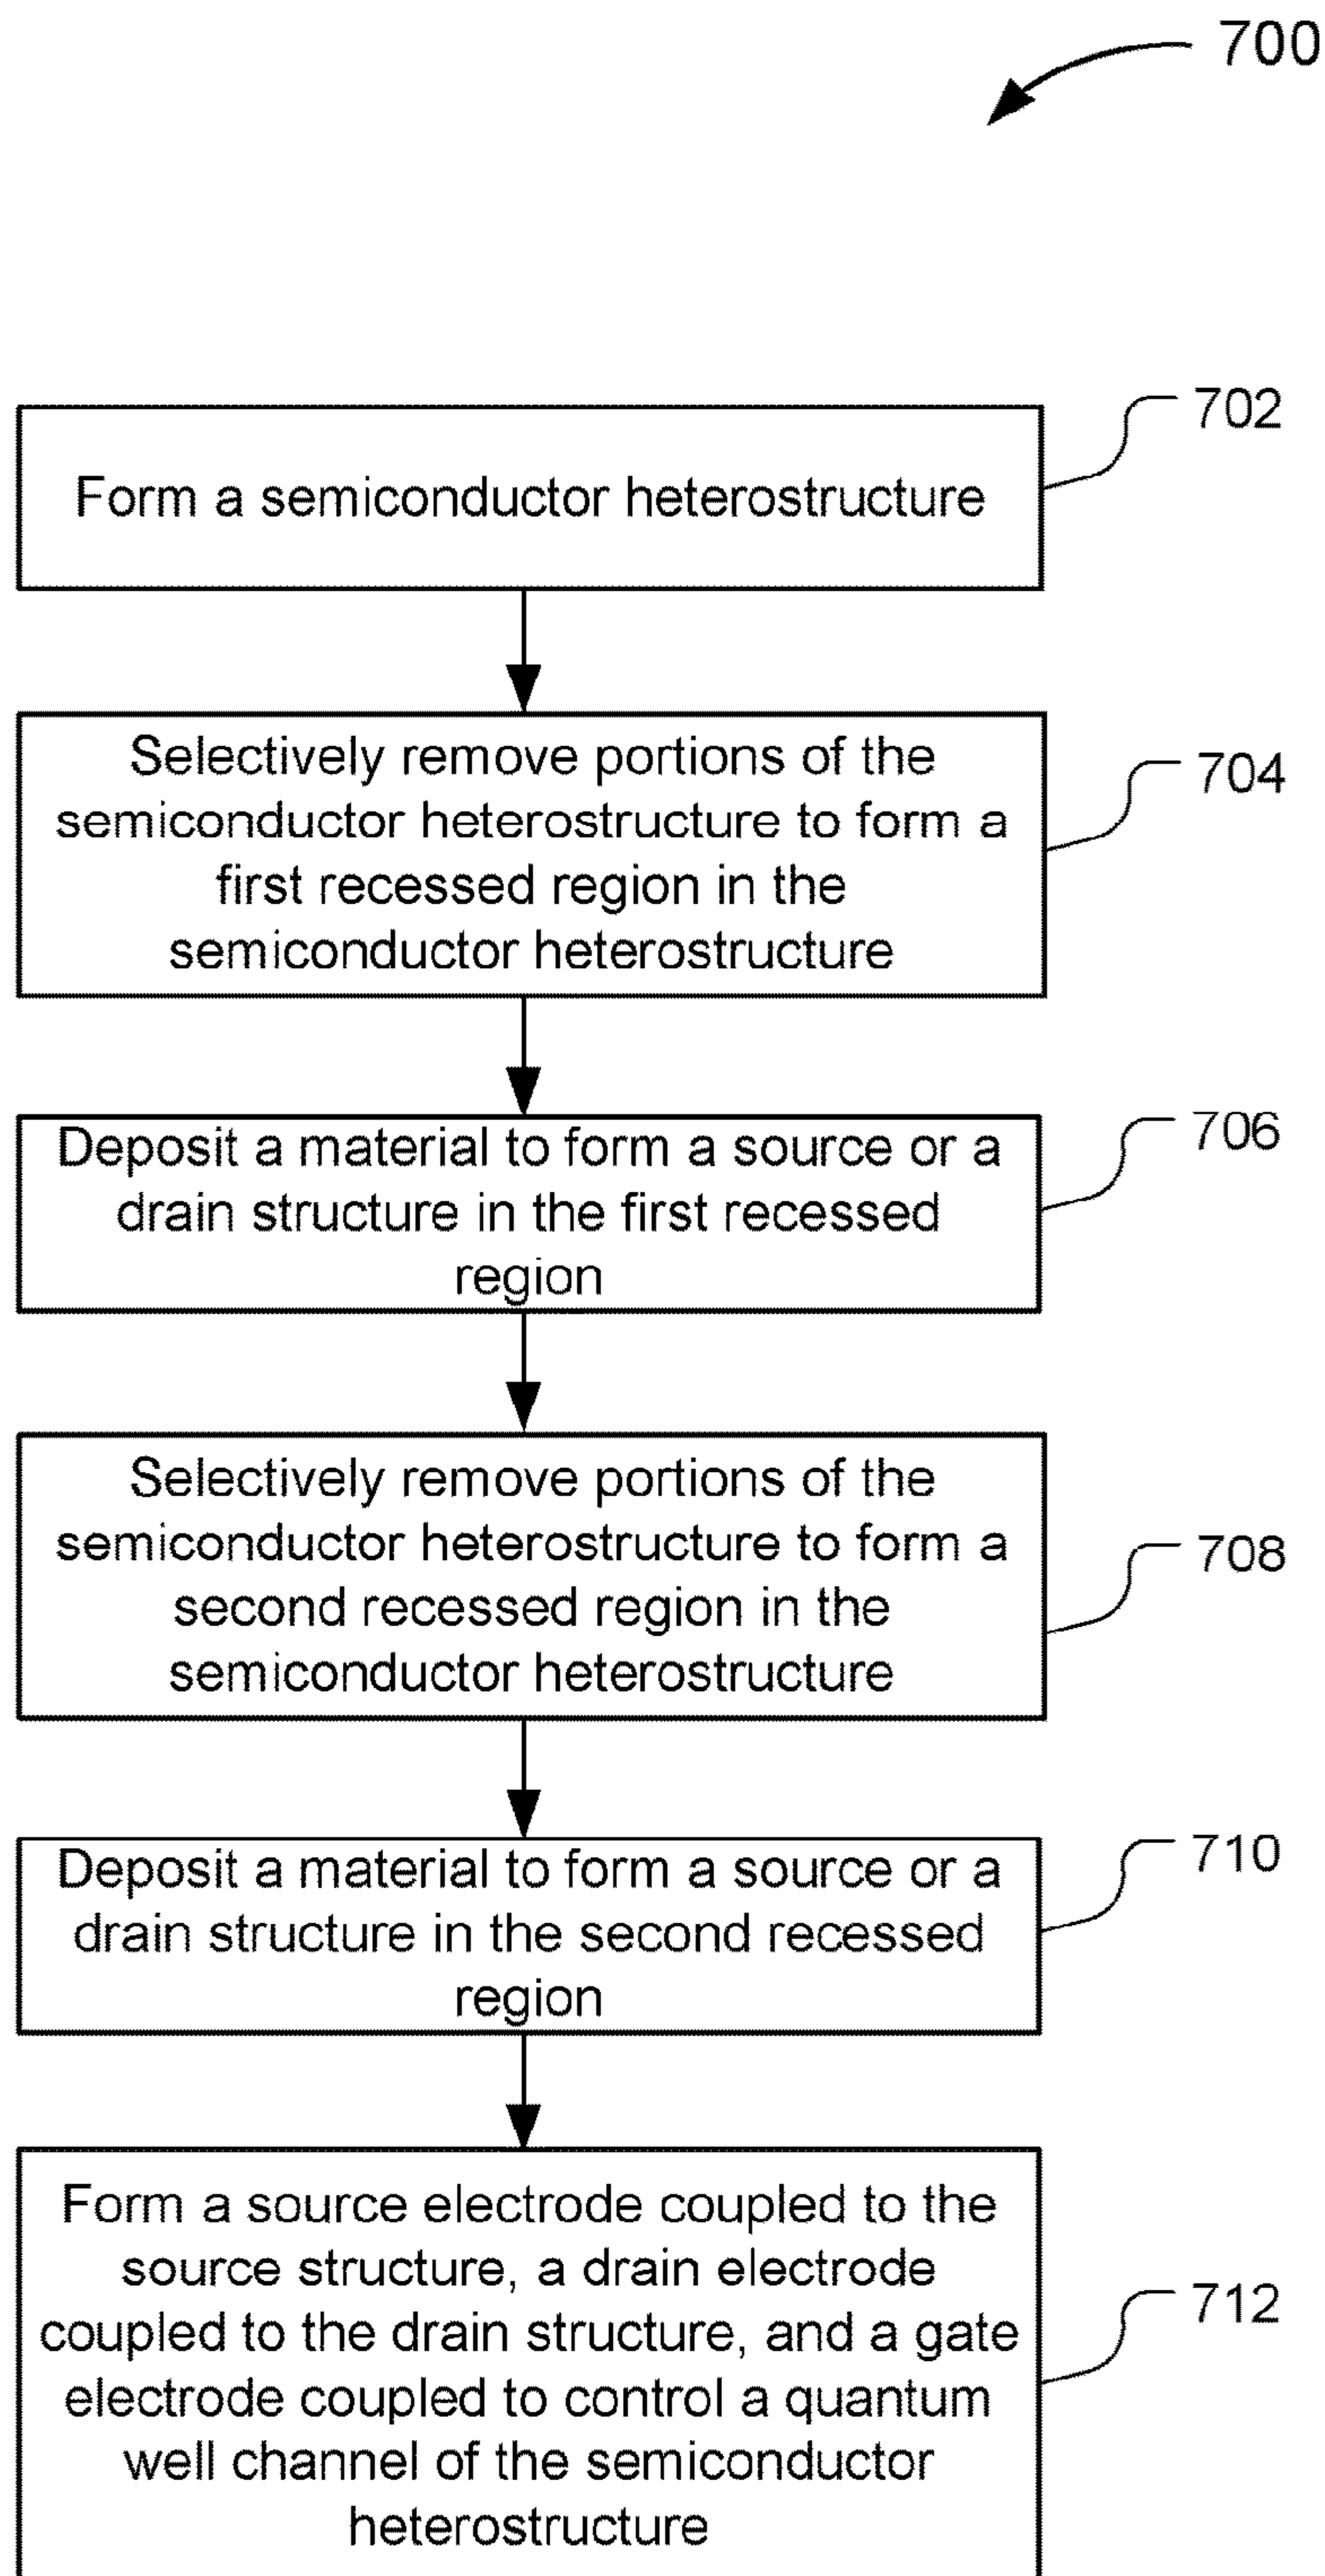 700
702
Form a semiconductor heterostructure
Selectively remove portions of the
semiconductor heterostructure to form a
first recessed region in the
semiconductor heterostructure
704
Deposit a material to form a source or a
drain structure in the first recessed
region
706
Selectively remove portions of the
semiconductor heterostructure to form a
second recessed region in the
semiconductor heterostructure
708
Deposit a material to form a source or a
drain structure in the second recessed
region
710
Form a source electrode coupled to the
source structure, a drain electrode
coupled to the drain structure, and a gate
electrode coupled to control a quantum
well channel of the semiconductor
heterostructure
712